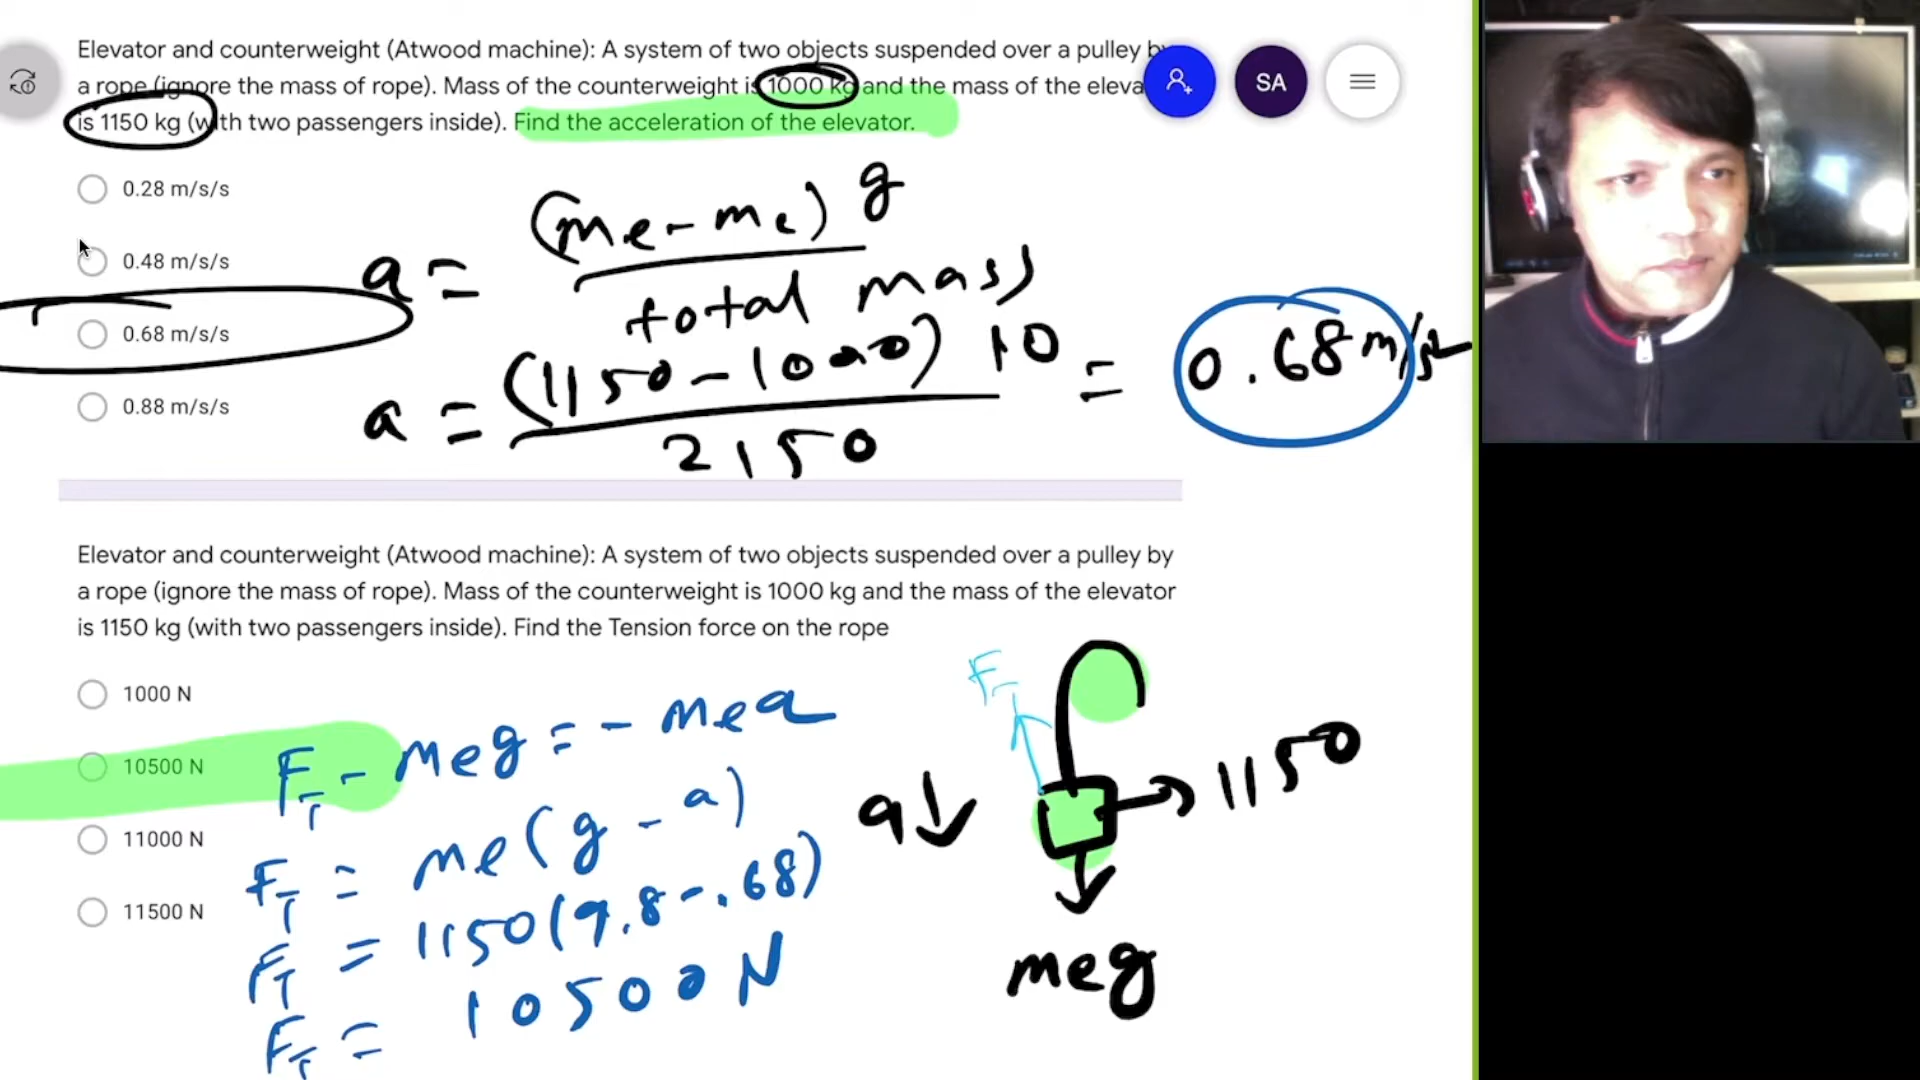 Elevator and counterweight (Atwood machine): A system of two objects suspended over a pulley b
a rope (ignore the mass of rope). Mass of the counterweight is 1000 kg and the mass of the eleva
is 1150 kg (with two passengers inside). Find the acceleration of the elevator.
SA
0.28 m/s/s
0.48 m/s/s
0.68 m/s/s
0.88 m/s/s
a = (me - mc) g
total mass
a = (1150 - 1000) 10 = 0.68 m/s²
2150
Elevator and counterweight (Atwood machine): A system of two objects suspended over a pulley by
a rope (ignore the mass of rope). Mass of the counterweight is 1000 kg and the mass of the elevator
is 1150 kg (with two passengers inside). Find the Tension force on the rope
1000 N
10500 N
11000 N
11500 N
FT - meg = - mea
FT = me(g - a)
FT = 1150(9.8 - .68)
FT = 10500 N
FT
a
1150
meg